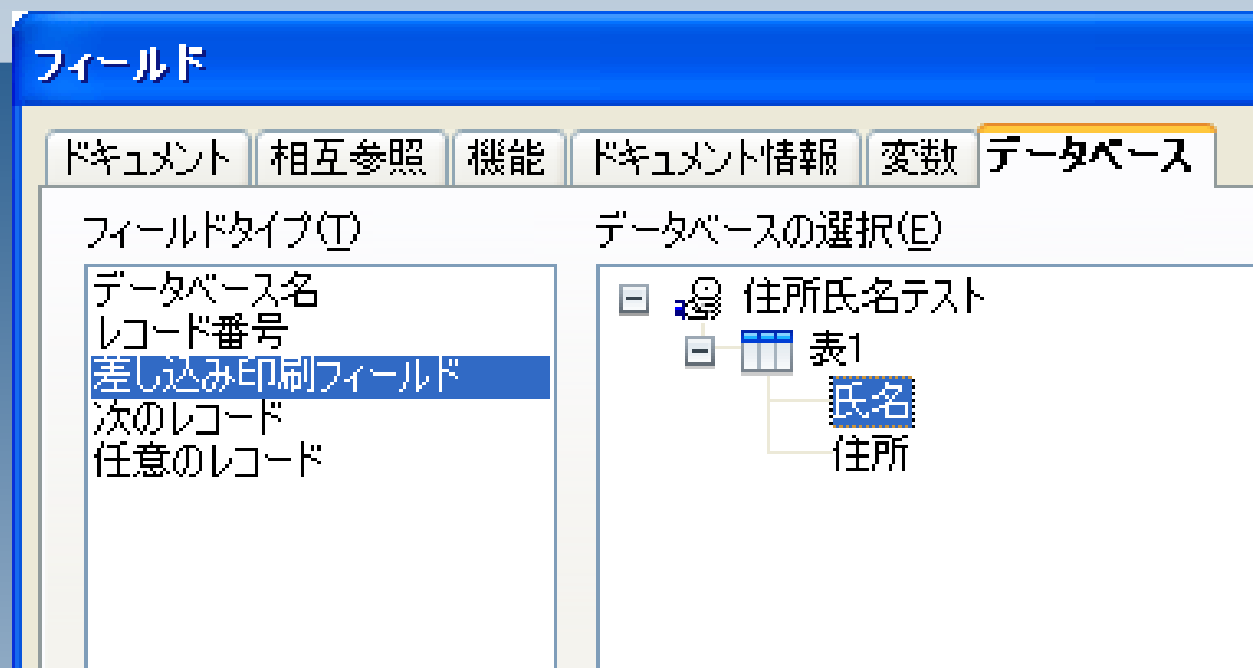 フィールド
ドキュメント 相互参照 機能 ドキュメント情報 変数 データベース
フィールドタイプ(T)
データベース名
レコード番号
差し込み印刷フィールド
次のレコード
任意のレコード
データベースの選択(E)
住所氏名テスト
表1
氏名
住所